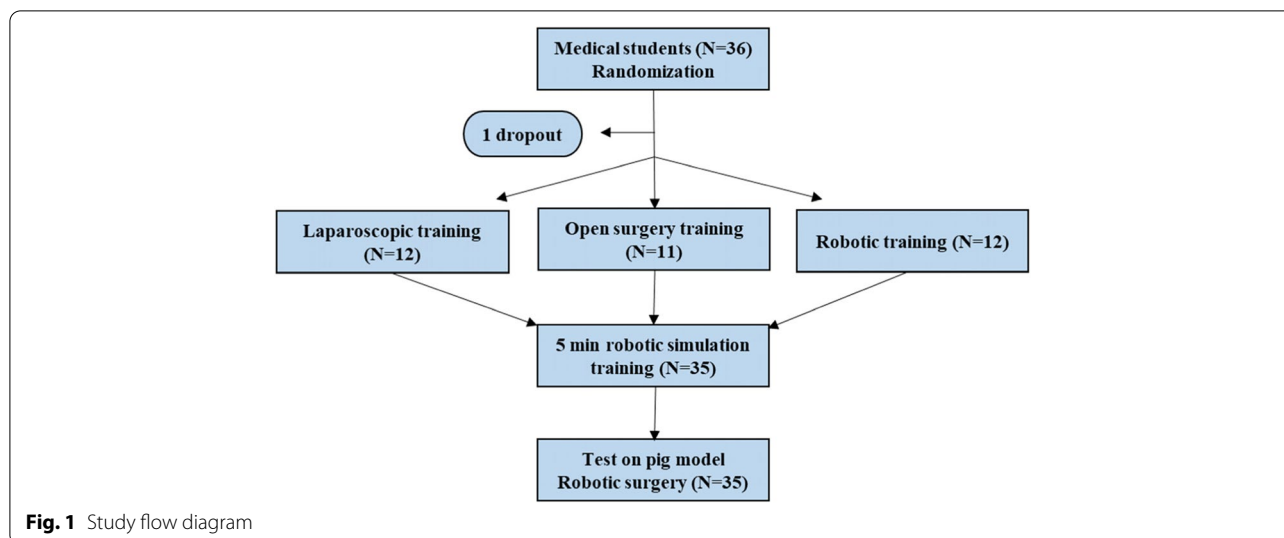 Medical students (N=36)
Randomization
1 dropout
Laparoscopic training
(N=12)
Open surgery training
(N=11)
Robotic training (N=12)
5 min robotic simulation
training (N=35)
Test on pig model
Robotic surgery (N=35)
Fig. 1 Study flow diagram